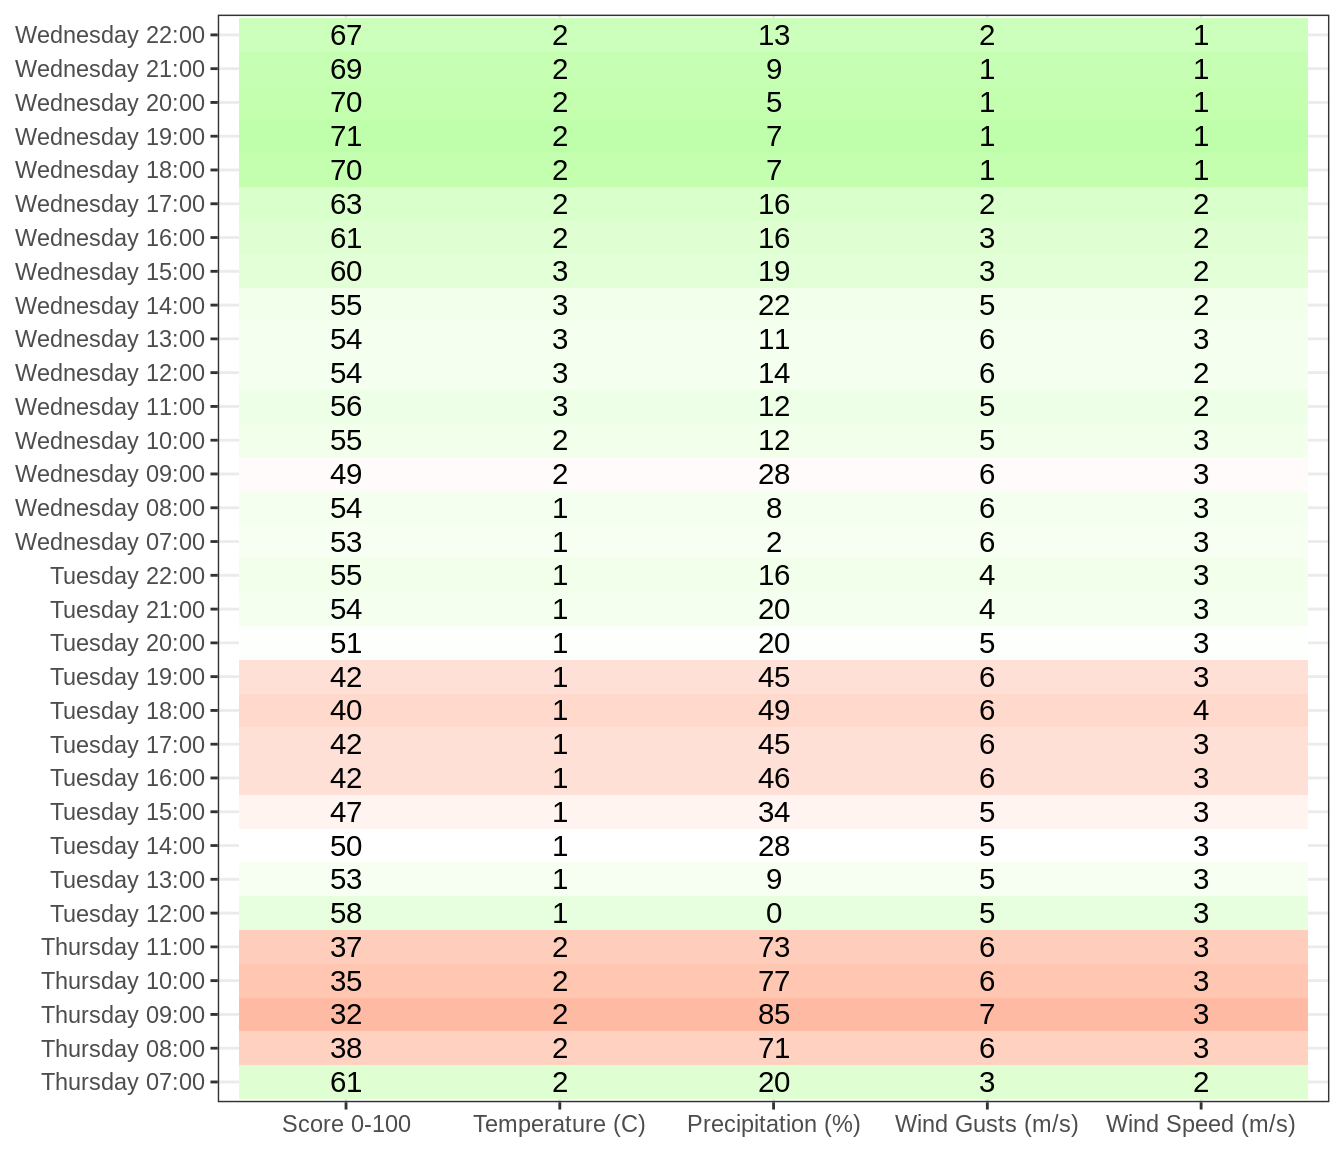 Wednesday 22:00 67 2 13 2 1
Wednesday 21:00 69 2 9 1 1
Wednesday 20:00 70 2 5 1 1
Wednesday 19:00 71 2 7 1 1
Wednesday 18:00 70 2 7 1 1
Wednesday 17:00 63 2 16 2 2
Wednesday 16:00 61 2 16 3 2
Wednesday 15:00 60 3 19 3 2
Wednesday 14:00 55 3 22 5 2
Wednesday 13:00 54 3 11 6 3
Wednesday 12:00 54 3 14 6 2
Wednesday 11:00 56 3 12 5 2
Wednesday 10:00 55 2 12 5 3
Wednesday 09:00 49 2 28 6 3
Wednesday 08:00 54 1 8 6 3
Wednesday 07:00 53 1 2 6 3
Tuesday 22:00 55 1 16 4 3
Tuesday 21:00 54 1 20 4 3
Tuesday 20:00 51 1 20 5 3
Tuesday 19:00 42 1 45 6 3
Tuesday 18:00 40 1 49 6 4
Tuesday 17:00 42 1 45 6 3
Tuesday 16:00 42 1 46 6 3
Tuesday 15:00 47 1 34 5 3
Tuesday 14:00 50 1 28 5 3
Tuesday 13:00 53 1 9 5 3
Tuesday 12:00 58 1 0 5 3
Thursday 11:00 37 2 73 6 3
Thursday 10:00 35 2 77 6 3
Thursday 09:00 32 2 85 7 3
Thursday 08:00 38 2 71 6 3
Thursday 07:00 61 2 20 3 2
Score 0-100 Temperature (C) Precipitation (%) Wind Gusts (m/s) Wind Speed (m/s)